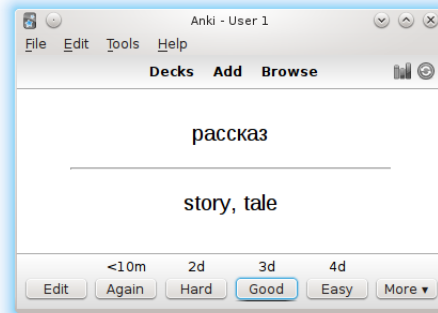 Anki - User 1
File Edit Tools Help
Decks Add Browse
рассказ
story, tale
<10m 2d 3d 4d
Edit Again Hard Good Easy More ▾